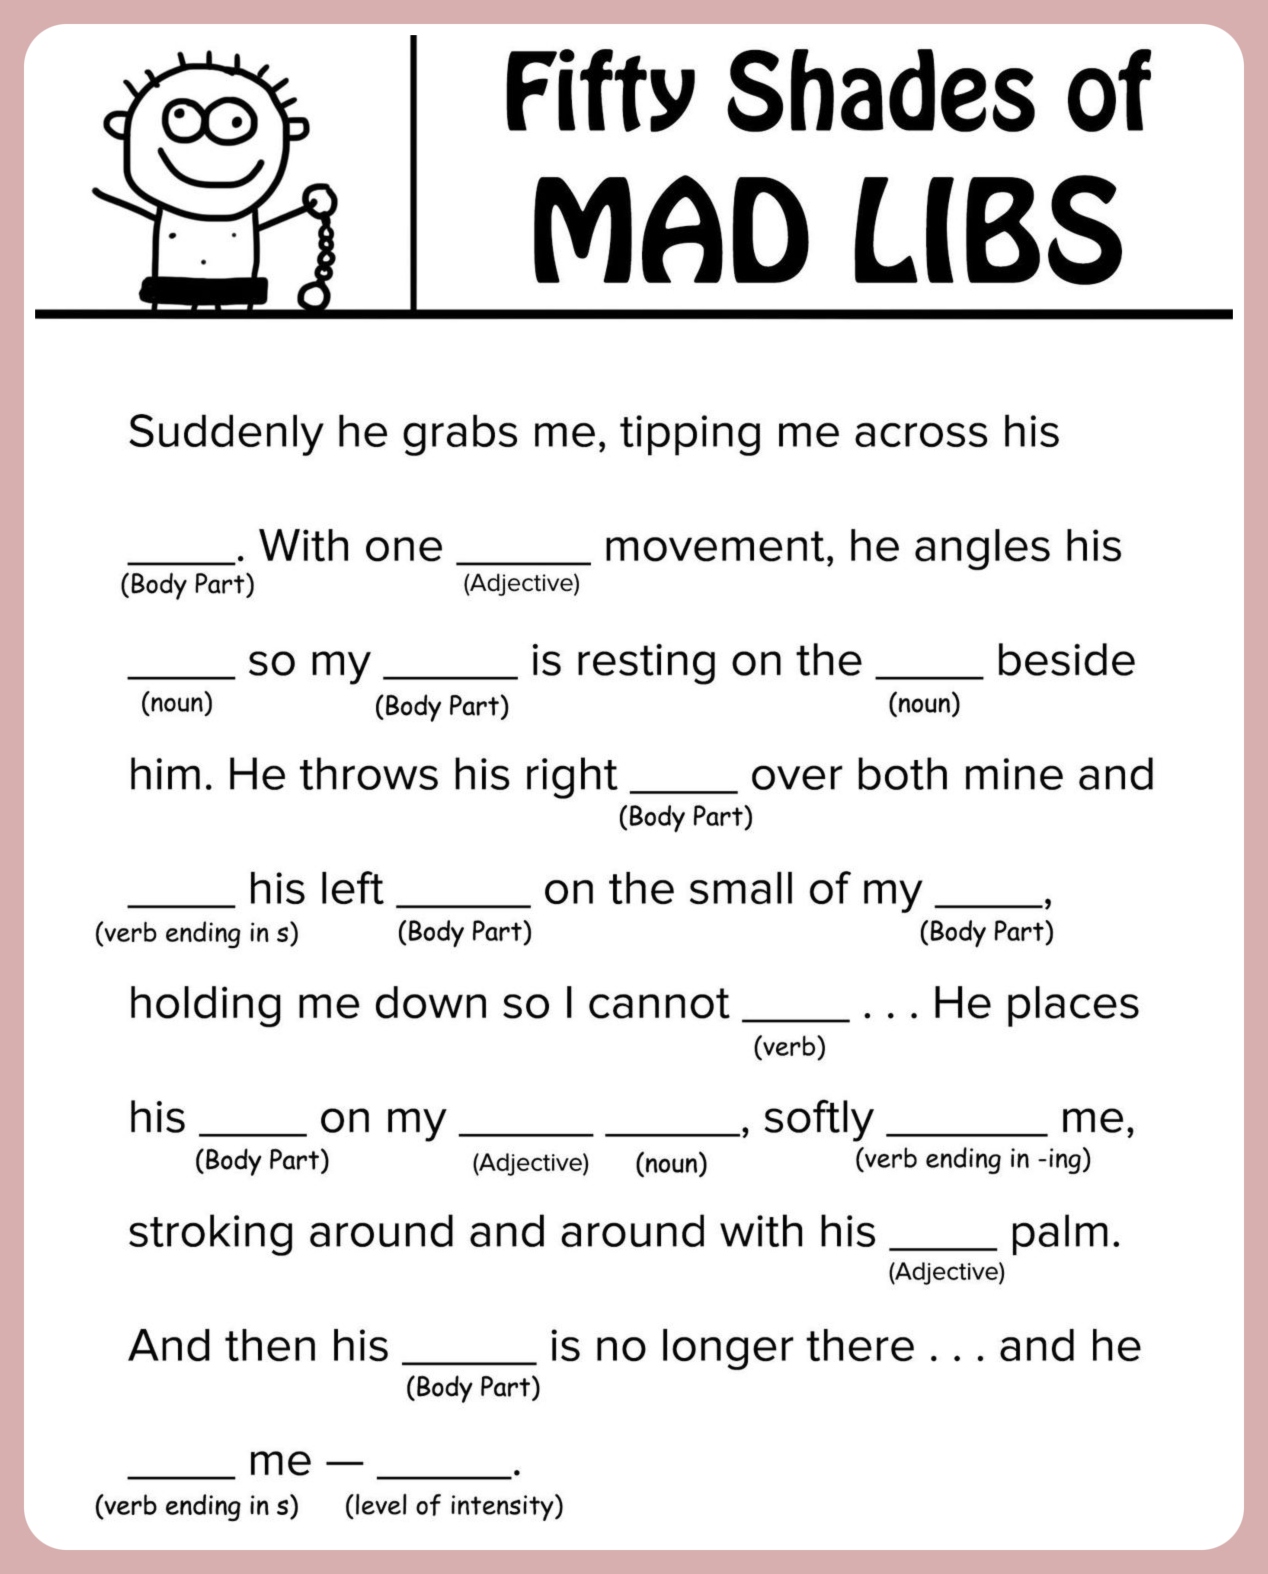 Fifty Shades of
MAD LIBS
Suddenly he grabs me, tipping me across his
_____. With one ______ movement, he angles his
(Body Part) (Adjective)
_____ so my ______ is resting on the _____ beside
(noun) (Body Part) (noun)
him. He throws his right _____ over both mine and
(Body Part)
_____ his left ______ on the small of my _____,
(verb ending in s) (Body Part) (Body Part)
holding me down so I cannot _____ . . . He places
(verb)
his _____ on my ______ ______, softly _______ me,
(Body Part) (Adjective) (noun) (verb ending in -ing)
stroking around and around with his _____ palm.
(Adjective)
And then his ______ is no longer there . . . and he
(Body Part)
_____ me — ______.
(verb ending in s) (level of intensity)